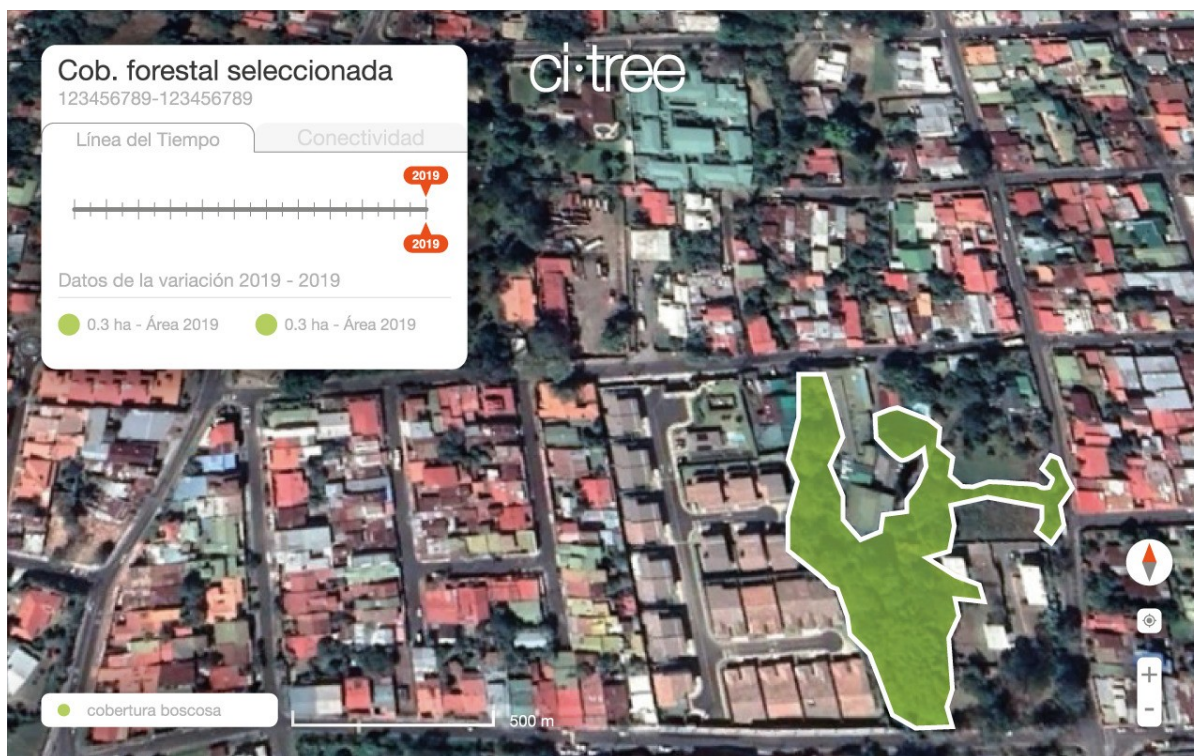 Cob. forestal seleccionada
123456789-123456789
ci·tree
Línea del Tiempo
Conectividad
2019
2019
Datos de la variación 2019 - 2019
0.3 ha - Área 2019
0.3 ha - Área 2019
cobertura boscosa
500 m
+
-